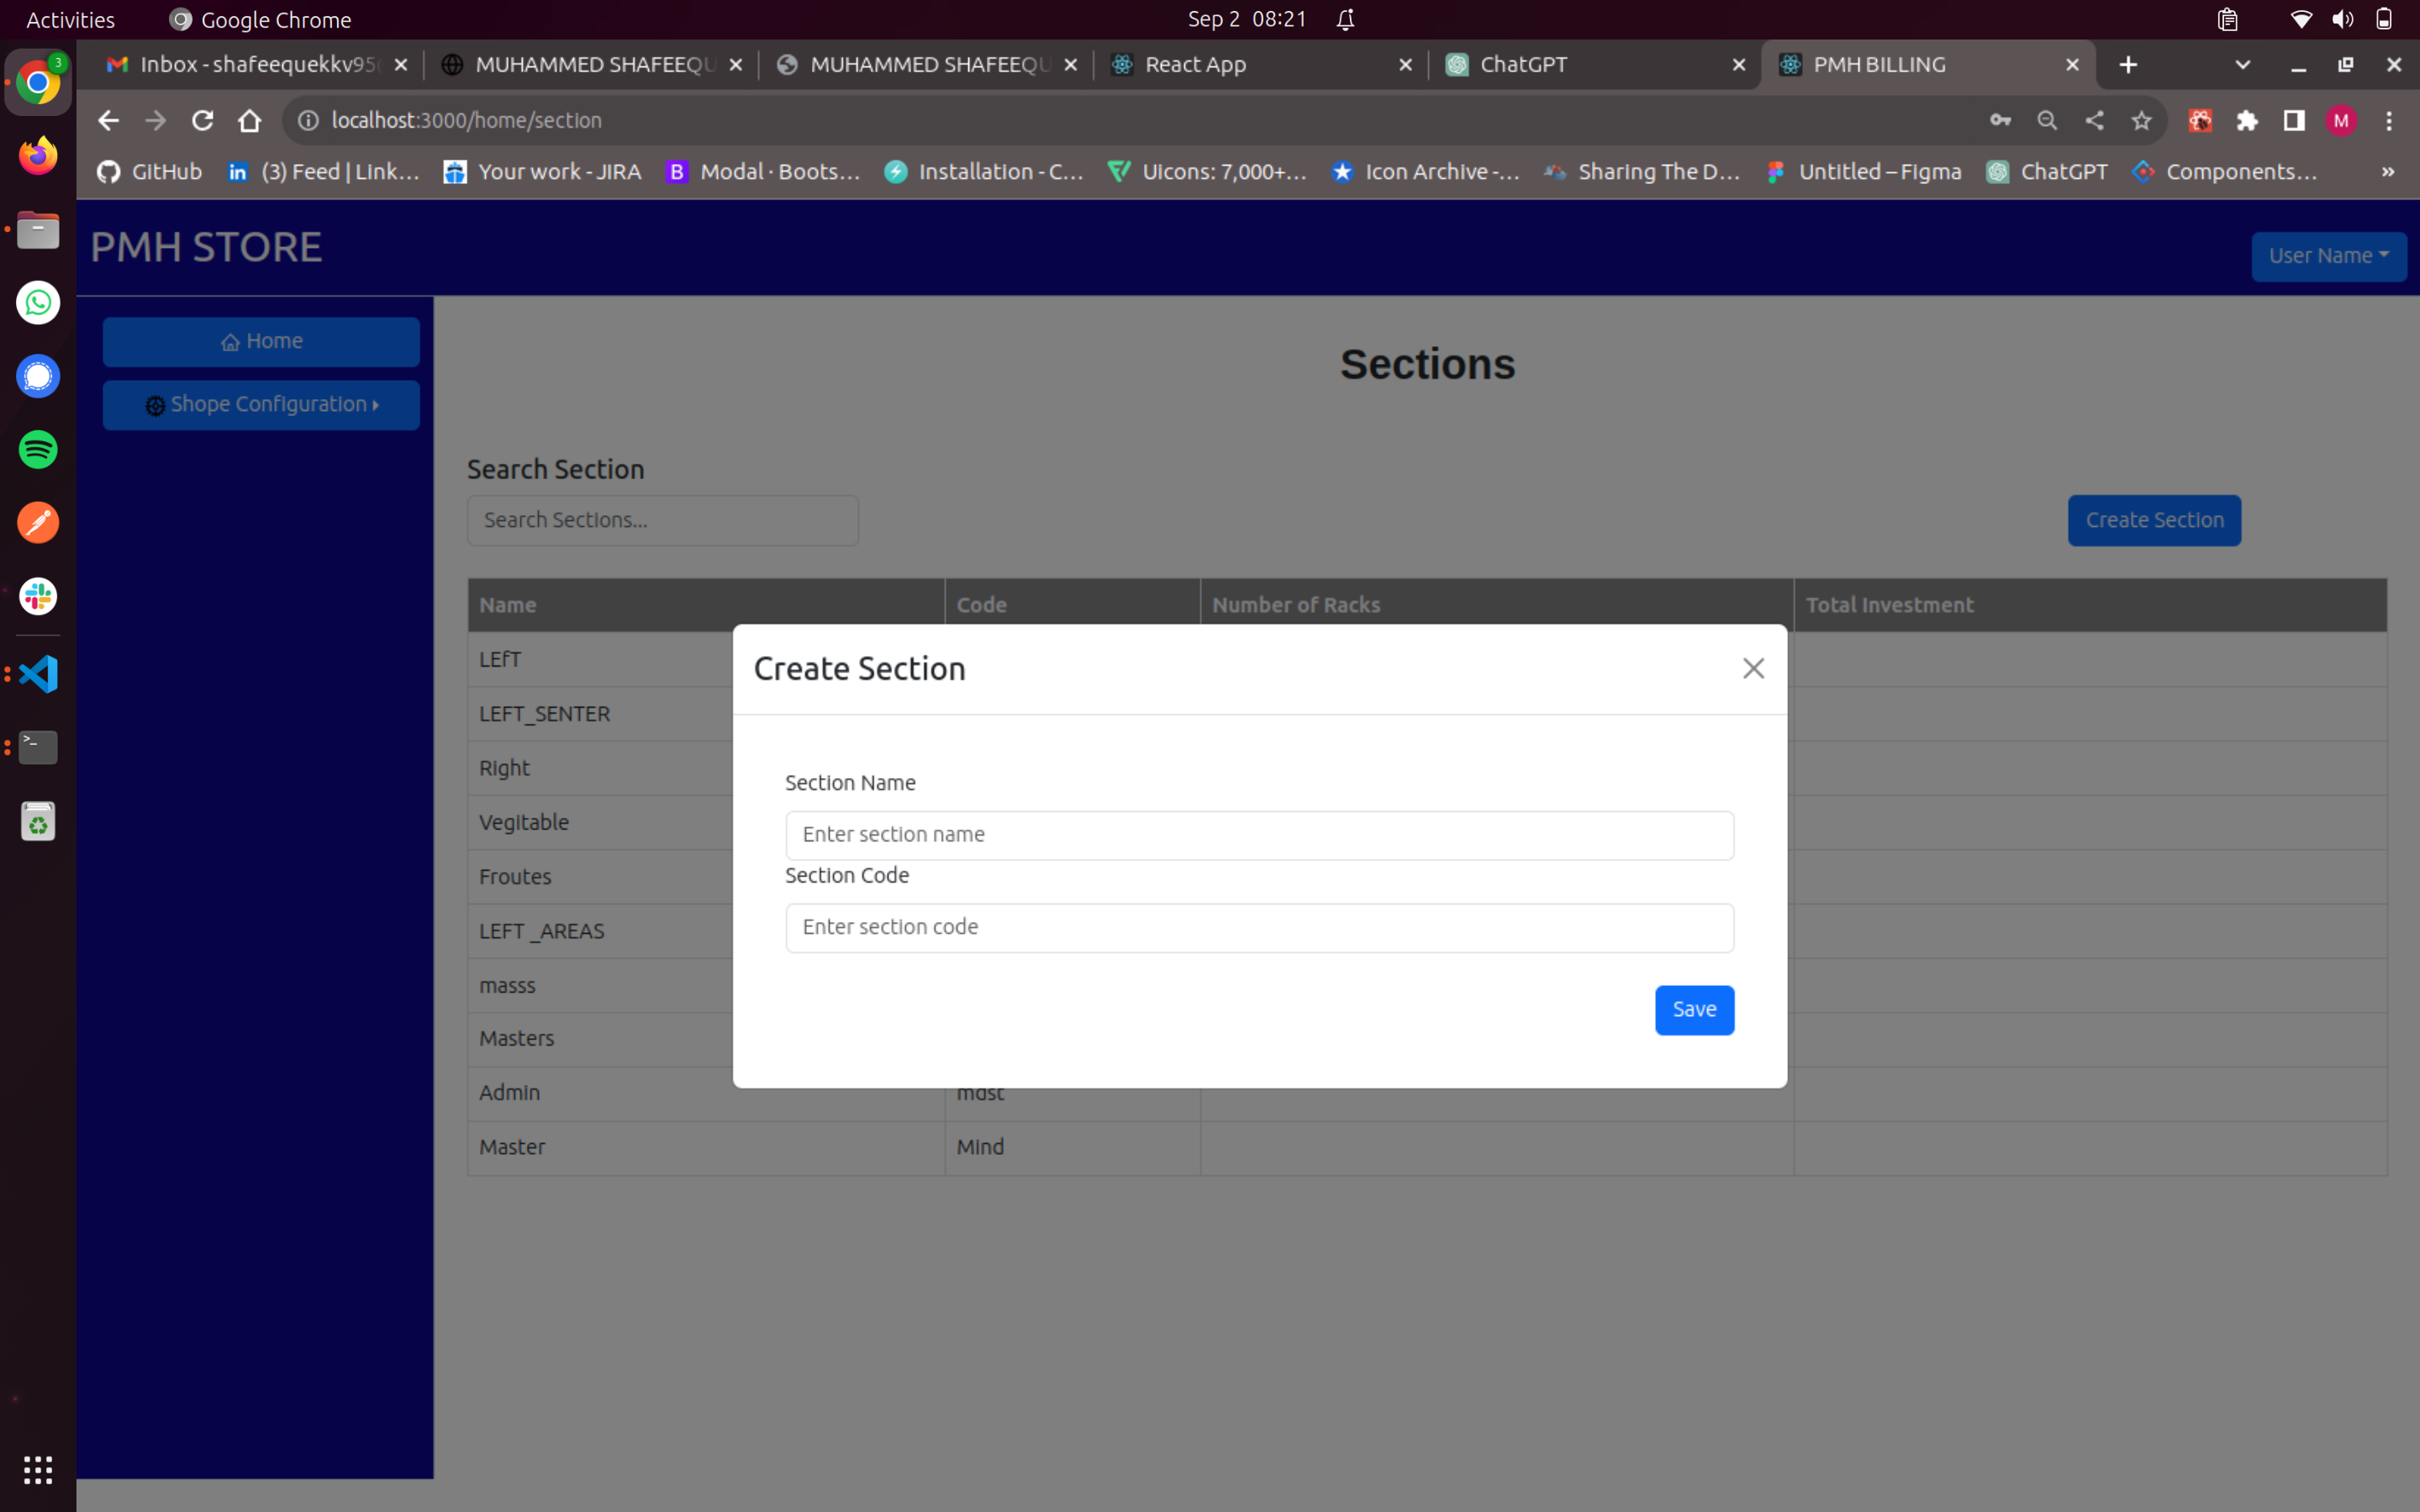 Activities Google Chrome Sep 2 08:21
3
Inbox - shafeequekkv95 MUHAMMED SHAFEEQU MUHAMMED SHAFEEQU React App ChatGPT PMH BILLING
localhost:3000/home/section M
GitHub (3) Feed | Link... Your work - JIRA B Modal · Boots... Installation - C... Uicons: 7,000+... Icon Archive -... Sharing The D... Untitled – Figma ChatGPT Components... »
PMH STORE
User Name
Home
Shope Configuration
Sections
Search Section
Search Sections...
Create Section
Name Code Number of Racks Total Investment
LEfT
LEFT_SENTER
Right
Vegitable
Froutes
LEFT _AREAS
masss
Masters
Admin mast
Master Mind
Create Section
Section Name
Enter section name
Section Code
Enter section code
Save